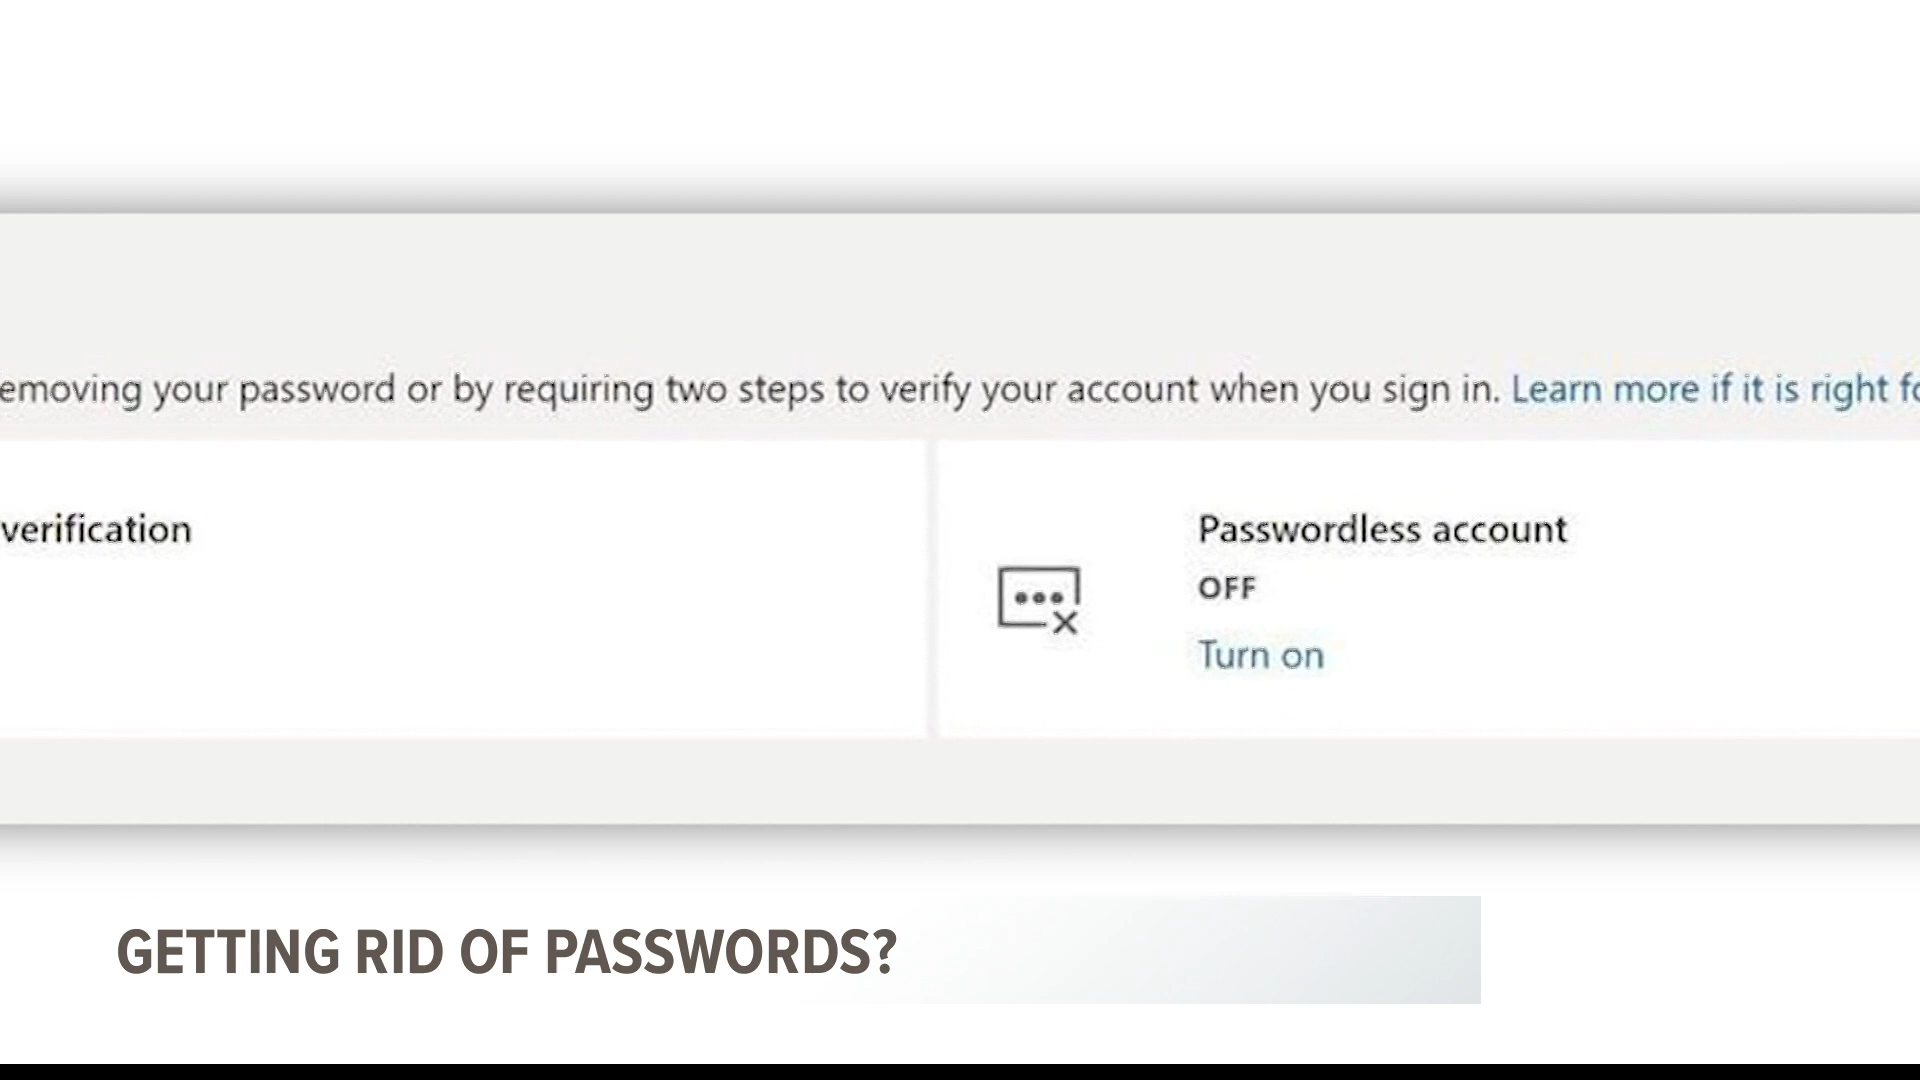 emoving your password or by requiring two steps to verify your account when you sign in. Learn more if it is right fo
verification
Passwordless account
OFF
Turn on
GETTING RID OF PASSWORDS?